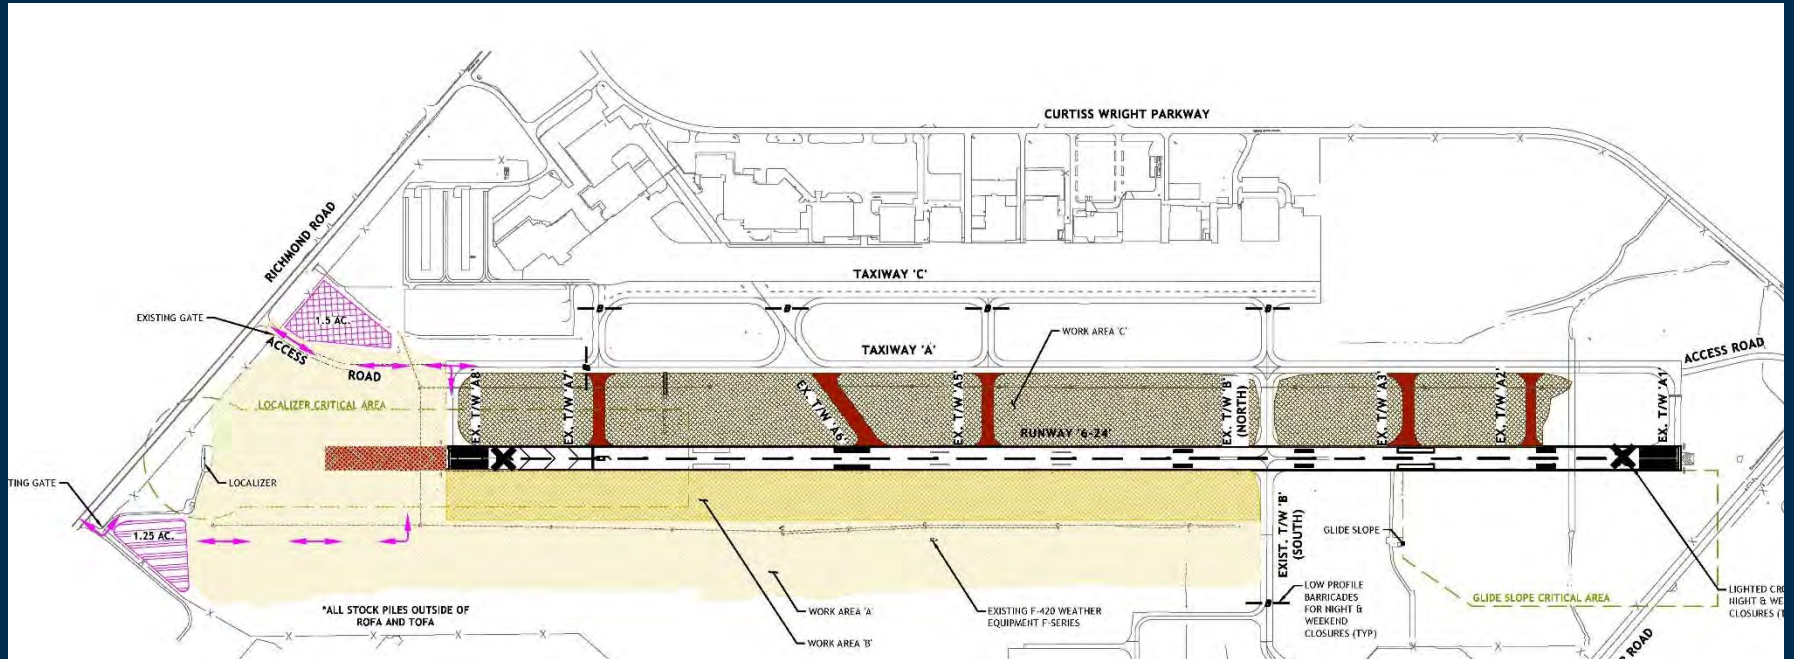 CURTISS WRIGHT PARKWAY
RICHMOND ROAD
TAXIWAY 'C'
EXISTING GATE
1.5 AC.
ACCESS
ROAD
WORK AREA 'C'
TAXIWAY 'A'
ACCESS ROAD
LOCALIZER CRITICAL AREA
EX. T/W 'A8'
EX. T/W 'A7'
EX. T/W 'A6'
EX. T/W 'A5'
EX. T/W 'B'
(NORTH)
EX. T/W 'A3'
EX. T/W 'A2'
EX. T/W 'A1'
RUNWAY '6-24'
TING GATE
LOCALIZER
1.25 AC.
EXIST. T/W 'B'
(SOUTH)
GLIDE SLOPE
LOW PROFILE
BARRICADES
FOR NIGHT &
WEEKEND
CLOSURES (TYP)
GLIDE SLOPE CRITICAL AREA
LIGHTED CR
NIGHT & WE
CLOSURES (T
*ALL STOCK PILES OUTSIDE OF
ROFA AND TOFA
WORK AREA 'A'
WORK AREA 'B'
EXISTING F-420 WEATHER
EQUIPMENT F-SERIES
ROAD